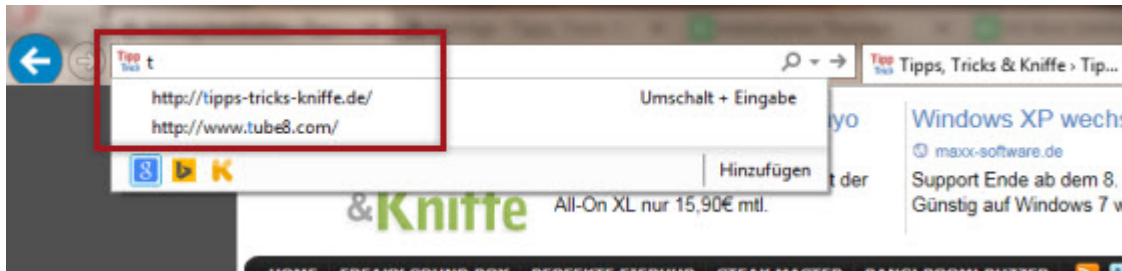 Tipp Trick t
Tipp Trick Tipps, Tricks & Kniffe › Tip...
http://tipps-tricks-kniffe.de/ Umschalt + Eingabe
http://www.tube8.com/
Hinzufügen
yo
Windows XP wechs
maxx-software.de
t der
Support Ende ab dem 8.
&Kniffe
All-On XL nur 15,90€ mtl.
Günstig auf Windows 7 w